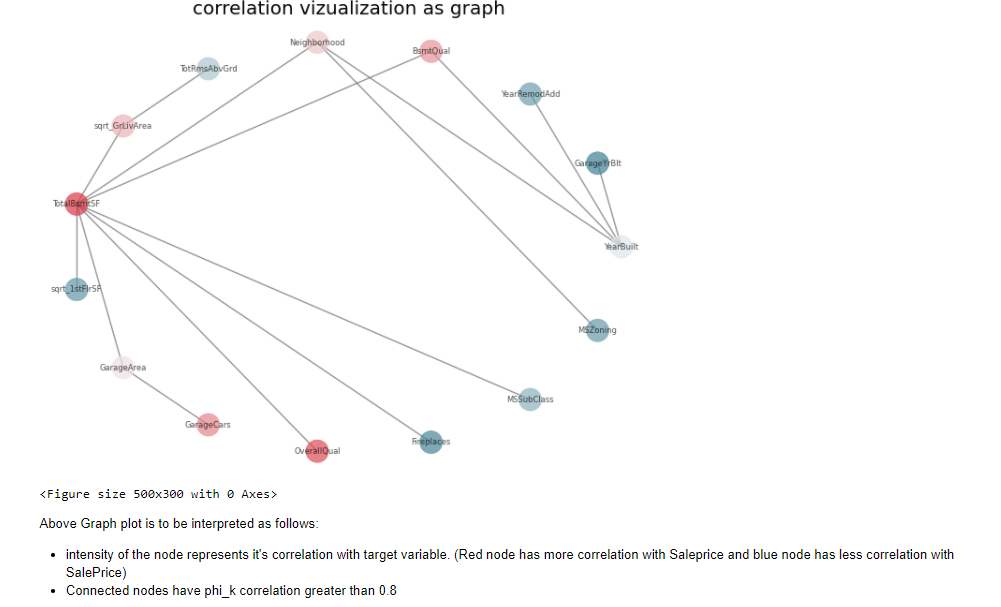 correlation vizualization as graph
Neighborhood
BsmtQual
TotRmsAbvGrd
YearRemodAdd
sqrt_GrLivArea
GarageYrBlt
TotalBsmtSF
YearBuilt
sqrt_1stFlrSF
MSZoning
GarageArea
MSSubClass
GarageCars
Fireplaces
OverallQual
<Figure size 500x300 with 0 Axes>
Above Graph plot is to be interpreted as follows:
• intensity of the node represents it's correlation with target variable. (Red node has more correlation with Saleprice and blue node has less correlation with
SalePrice)
• Connected nodes have phi_k correlation greater than 0.8